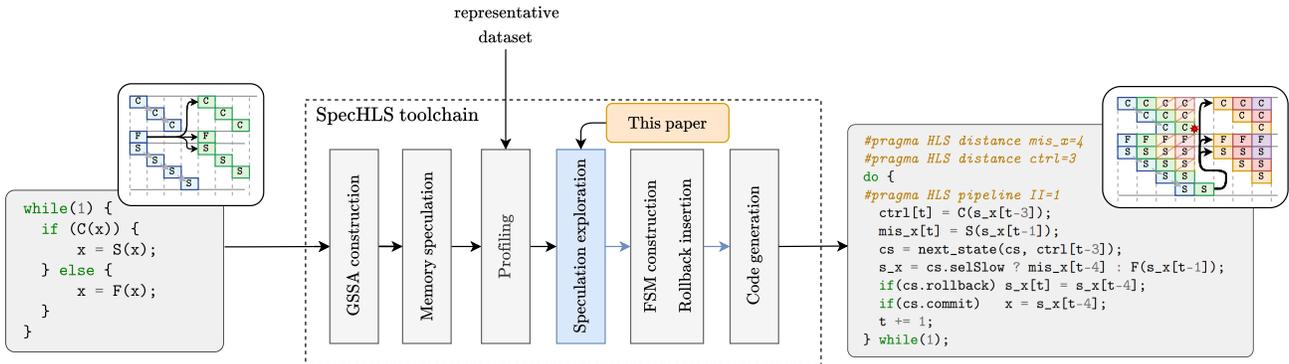 representative
dataset
SpecHLS toolchain
This paper
C
C
C
C
C
C
F
F
S
S
S
S
S
S
S
while(1) {
if (C(x)) {
x = S(x);
} else {
x = F(x);
}
}
GSSA construction
Memory speculation
Profiling
Speculation exploration
FSM construction
Rollback insertion
Code generation
#pragma HLS distance mis_x=4
#pragma HLS distance ctrl=3
do {
#pragma HLS pipeline II=1
ctrl[t] = C(s_x[t-3]);
mis_x[t] = S(s_x[t-1]);
cs = next_state(cs, ctrl[t-3]);
s_x = cs.selSlow ? mis_x[t-4] : F(s_x[t-1]);
if(cs.rollback) s_x[t] = s_x[t-4];
if(cs.commit) x = s_x[t-4];
t += 1;
} while(1);
C C C C C C C
C C
C C C
F F F F F F F
S S S S S S S
S S
S
S S S